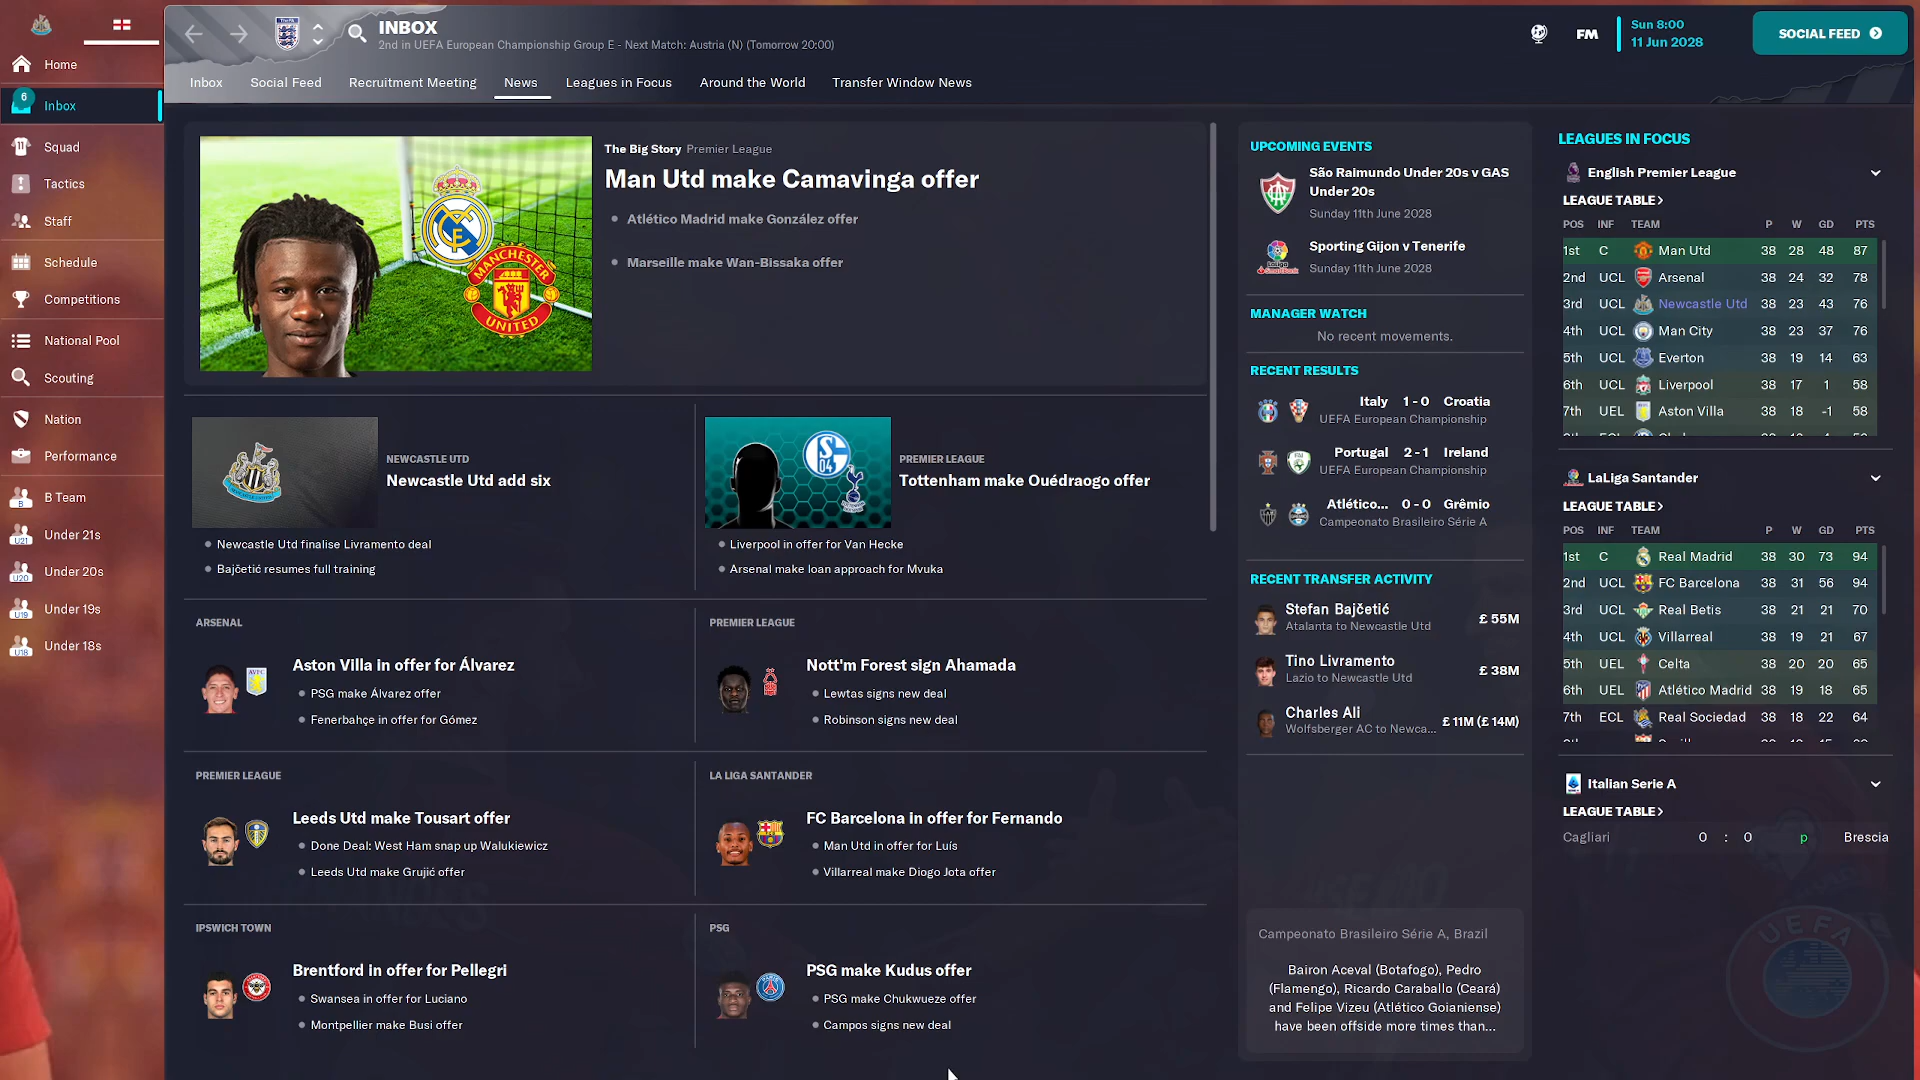 INBOX
2nd in UEFA European Championship Group E - Next Match: Austria (N) (Tomorrow 20:00)
FM
Sun 8:00
11 Jun 2028
SOCIAL FEED
Home
6
Inbox
Squad
Tactics
Staff
Schedule
Competitions
National Pool
Scouting
Nation
Performance
B
B Team
U21
Under 21s
U20
Under 20s
U19
Under 19s
U18
Under 18s
Inbox
Social Feed
Recruitment Meeting
News
Leagues in Focus
Around the World
Transfer Window News
MANCHESTER
UNITED
The Big Story Premier League
Man Utd make Camavinga offer
Atlético Madrid make González offer
Marseille make Wan-Bissaka offer
NEWCASTLE UTD
Newcastle Utd add six
Newcastle Utd finalise Livramento deal
Bajčetić resumes full training
PREMIER LEAGUE
Tottenham make Ouédraogo offer
Liverpool in offer for Van Hecke
Arsenal make loan approach for Mvuka
ARSENAL
Aston Villa in offer for Álvarez
PSG make Álvarez offer
Fenerbahçe in offer for Gómez
PREMIER LEAGUE
Nott'm Forest sign Ahamada
Lewtas signs new deal
Robinson signs new deal
PREMIER LEAGUE
Leeds Utd make Tousart offer
Done Deal: West Ham snap up Walukiewicz
Leeds Utd make Grujić offer
LA LIGA SANTANDER
FC Barcelona in offer for Fernando
Man Utd in offer for Luís
Villarreal make Diogo Jota offer
IPSWICH TOWN
Brentford in offer for Pellegri
Swansea in offer for Luciano
Montpellier make Busi offer
PSG
PSG make Kudus offer
PSG make Chukwueze offer
Campos signs new deal
UPCOMING EVENTS
São Raimundo Under 20s v GAS
Under 20s
Sunday 11th June 2028
Sporting Gijon v Tenerife
Sunday 11th June 2028
MANAGER WATCH
No recent movements.
RECENT RESULTS
Italy 1 - 0 Croatia
UEFA European Championship
Portugal 2 - 1 Ireland
UEFA European Championship
Atlético... 0 - 0 Grêmio
Campeonato Brasileiro Série A
RECENT TRANSFER ACTIVITY
Stefan Bajčetić
Atalanta to Newcastle Utd
£ 55M
Tino Livramento
Lazio to Newcastle Utd
£ 38M
Charles Ali
Wolfsberger AC to Newca...
£ 11M (£ 14M)
Campeonato Brasileiro Série A, Brazil
Bairon Aceval (Botafogo), Pedro
(Flamengo), Ricardo Caraballo (Ceará)
and Felipe Vizeu (Atlético Goianiense)
have been offside more times than...
LEAGUES IN FOCUS
English Premier League
LEAGUE TABLE
POS INF TEAM P W GD PTS
1st C Man Utd 38 28 48 87
2nd UCL Arsenal 38 24 32 78
3rd UCL Newcastle Utd 38 23 43 76
4th UCL Man City 38 23 37 76
5th UCL Everton 38 19 14 63
6th UCL Liverpool 38 17 1 58
7th UEL Aston Villa 38 18 -1 58
LaLiga Santander
LEAGUE TABLE
POS INF TEAM P W GD PTS
1st C Real Madrid 38 30 73 94
2nd UCL FC Barcelona 38 31 56 94
3rd UCL Real Betis 38 21 21 70
4th UCL Villarreal 38 19 21 67
5th UEL Celta 38 20 20 65
6th UEL Atlético Madrid 38 19 18 65
7th ECL Real Sociedad 38 18 22 64
Italian Serie A
LEAGUE TABLE
Cagliari 0 : 0 p Brescia
UEFA